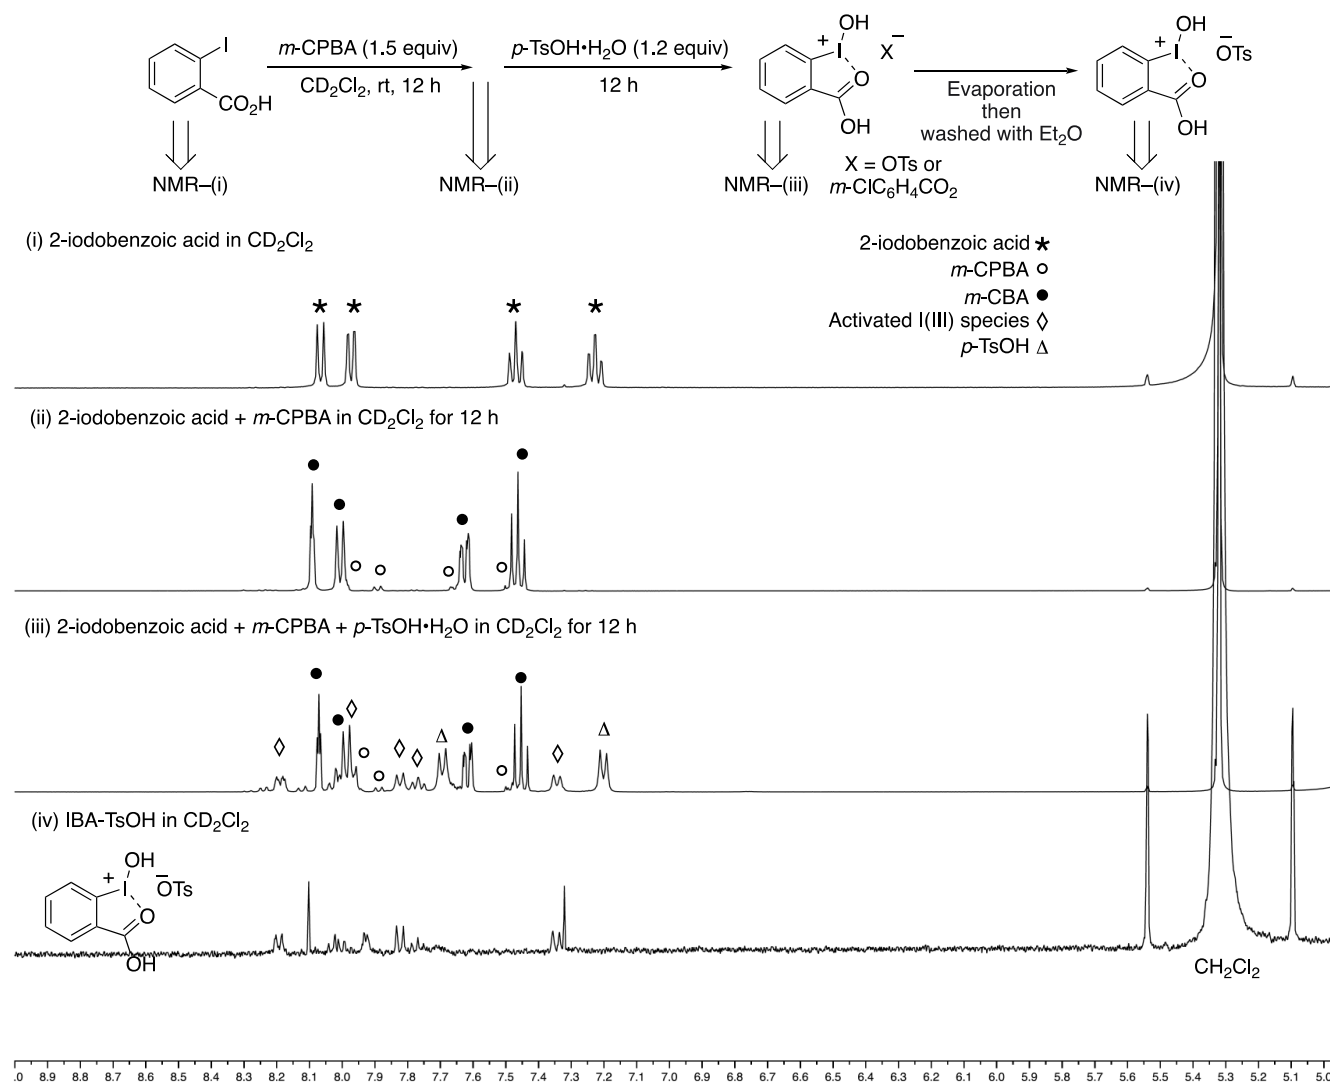 I
CO₂H
m-CPBA (1.5 equiv)
CD₂Cl₂, rt, 12 h
p-TsOH•H₂O (1.2 equiv)
12 h
OH
+ I X⁻
O
OH
X = OTs or
m-ClC₆H₄CO₂
Evaporation
then
washed with Et₂O
OH
+ I ⁻OTs
O
OH
NMR–(i)
NMR–(ii)
NMR–(iii)
NMR–(iv)
(i) 2-iodobenzoic acid in CD₂Cl₂
2-iodobenzoic acid *
m-CPBA ○
m-CBA ●
Activated I(III) species ◊
p-TsOH Δ
(ii) 2-iodobenzoic acid + m-CPBA in CD₂Cl₂ for 12 h
(iii) 2-iodobenzoic acid + m-CPBA + p-TsOH•H₂O in CD₂Cl₂ for 12 h
(iv) IBA-TsOH in CD₂Cl₂
OH
+ I ⁻OTs
O
OH
CH₂Cl₂
.0 8.9 8.8 8.7 8.6 8.5 8.4 8.3 8.2 8.1 8.0 7.9 7.8 7.7 7.6 7.5 7.4 7.3 7.2 7.1 7.0 6.9 6.8 6.7 6.6 6.5 6.4 6.3 6.2 6.1 6.0 5.9 5.8 5.7 5.6 5.5 5.4 5.3 5.2 5.1 5.0